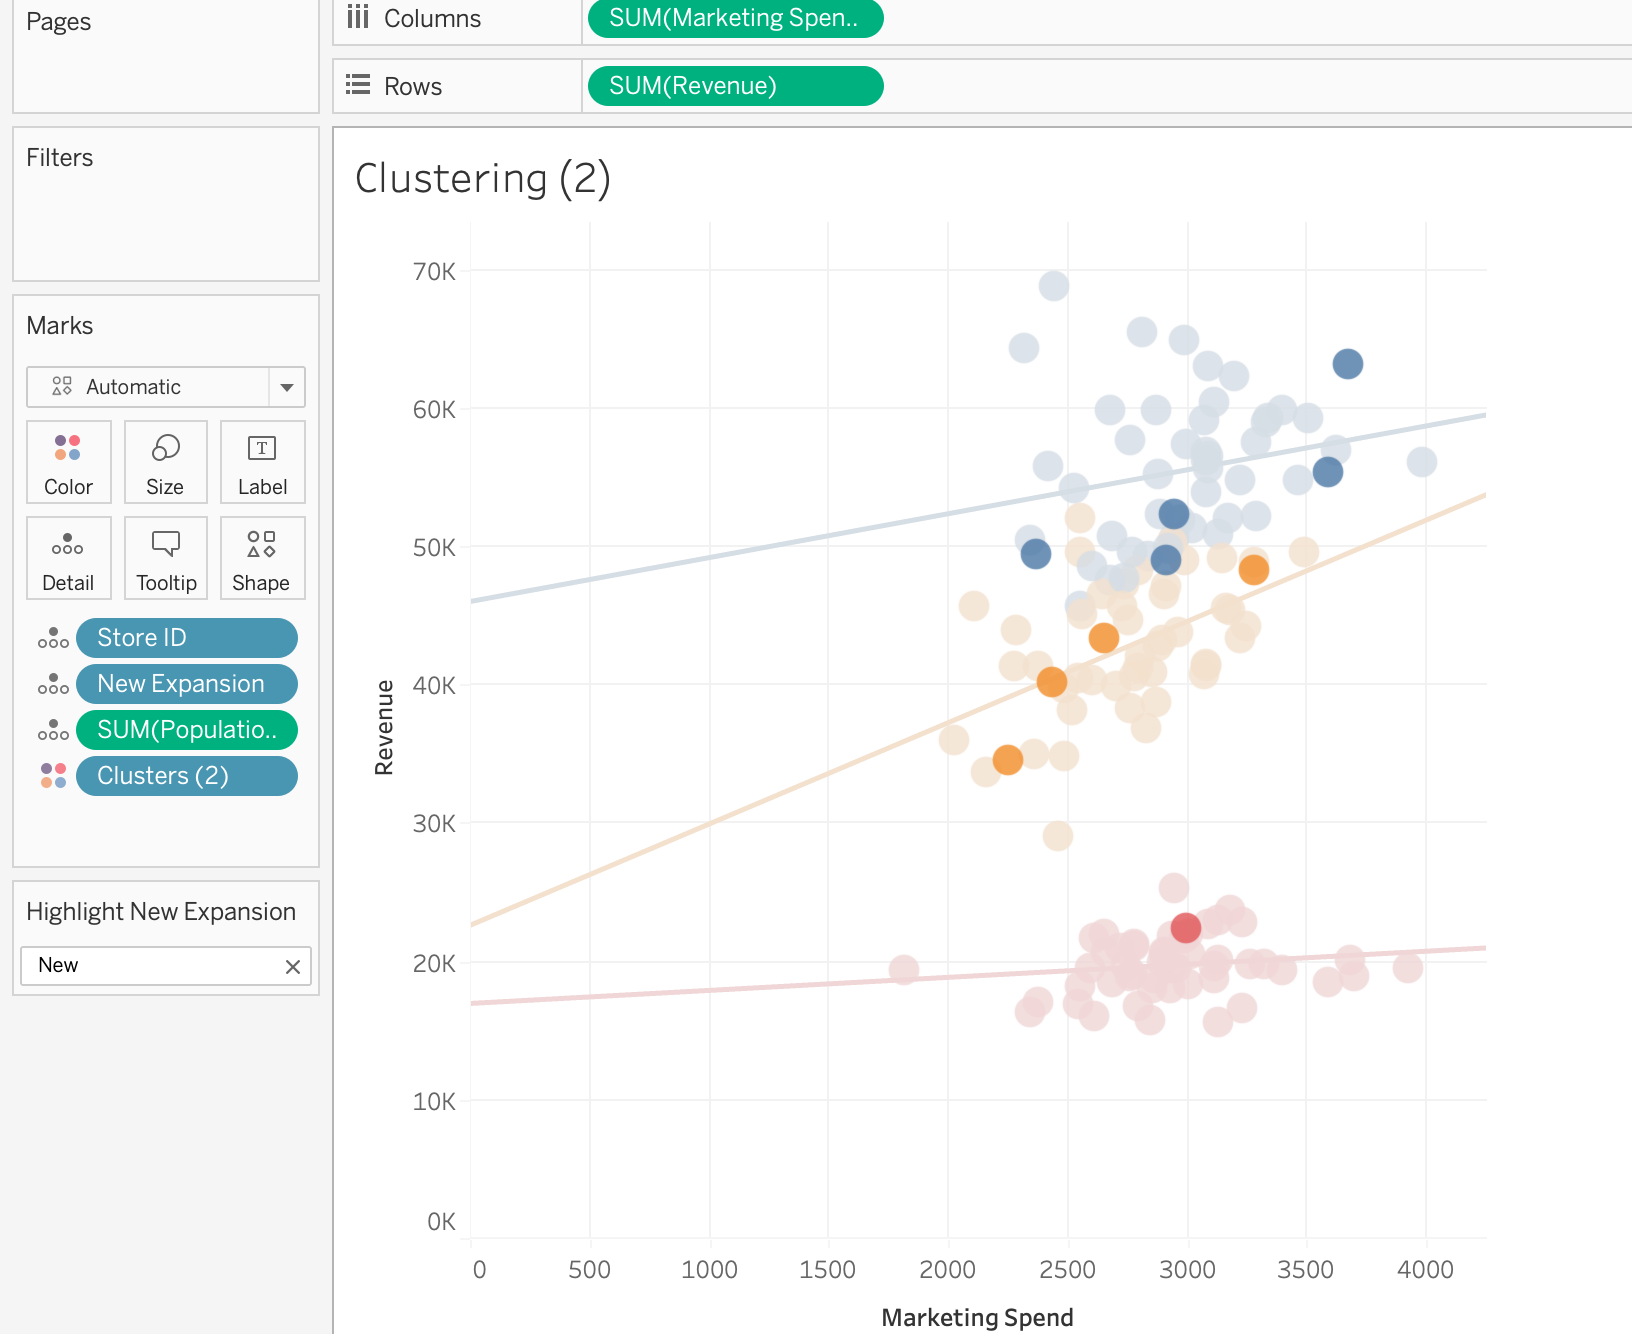 Pages
Columns
SUM(Marketing Spen..
Rows
SUM(Revenue)
Filters
Marks
Automatic
Color
Size
T
Label
Detail
Tooltip
Shape
Store ID
New Expansion
SUM(Populatio..
Clusters (2)
Highlight New Expansion
New
Clustering (2)
70K
60K
50K
40K
30K
20K
10K
0K
Revenue
0
500
1000
1500
2000
2500
3000
3500
4000
Marketing Spend